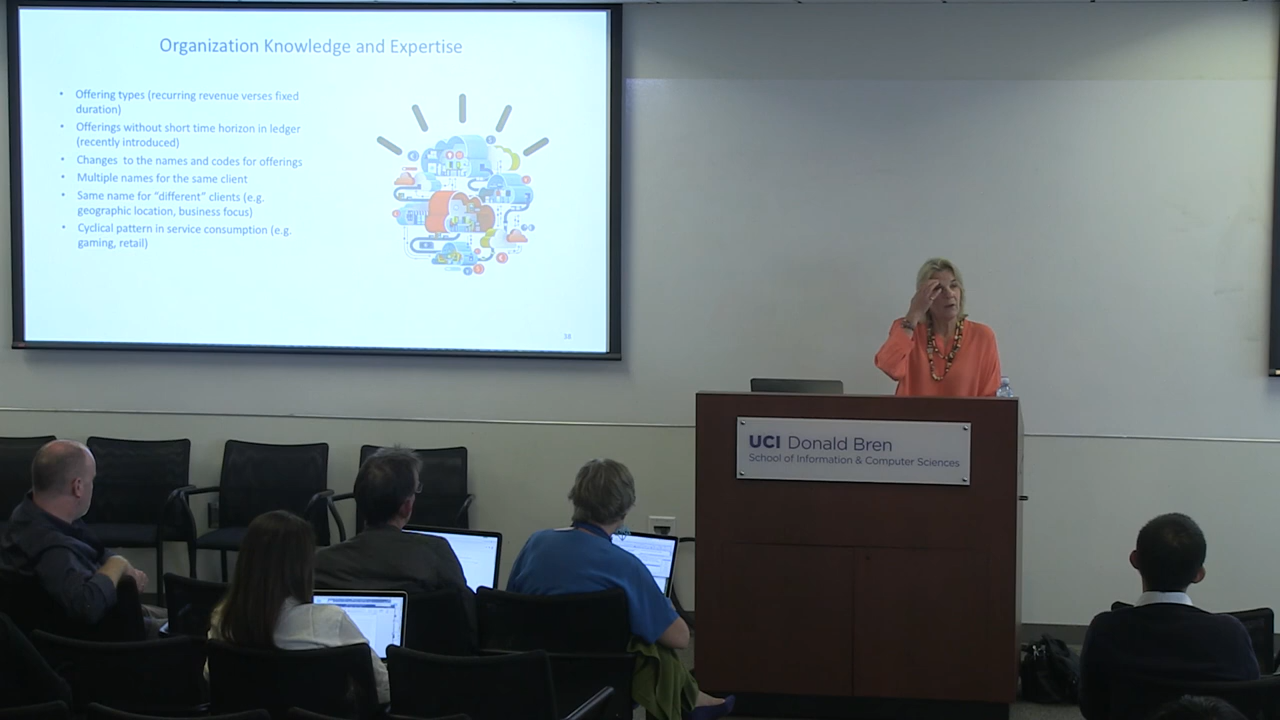 Organization Knowledge and Expertise
• Offering types (recurring revenue verses fixed
duration)
• Offerings without short time horizon in ledger
(recently introduced)
• Changes to the names and codes for offerings
• Multiple names for the same client
• Same name for "different" clients (e.g.
geographic location, business focus)
• Cyclical pattern in service consumption (e.g.
gaming, retail)
UCI Donald Bren
School of Information & Computer Sciences